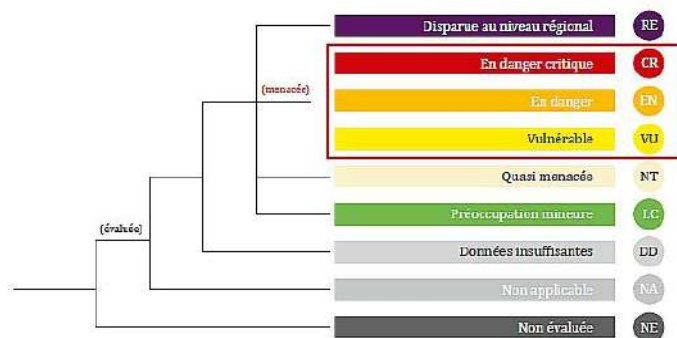 Disparue au niveau régional RE
En danger critique CR
(menacée)
En danger EN
Vulnérable VU
Quasi menacée NT
Préoccupation mineure LC
(évaluée)
Données insuffisantes DD
Non applicable NA
Non évaluée NE